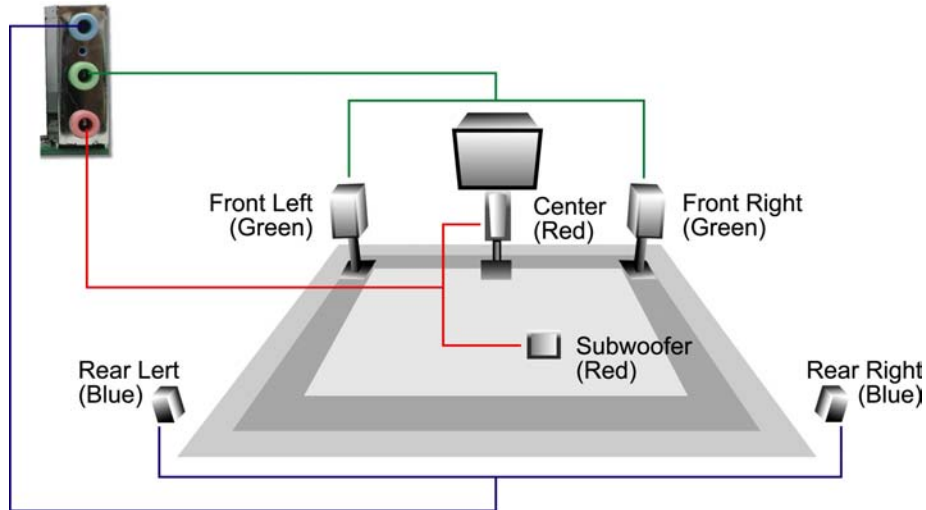 Front Left
(Green)
Center
(Red)
Front Right
(Green)
Subwoofer
(Red)
Rear Lert
(Blue)
Rear Right
(Blue)